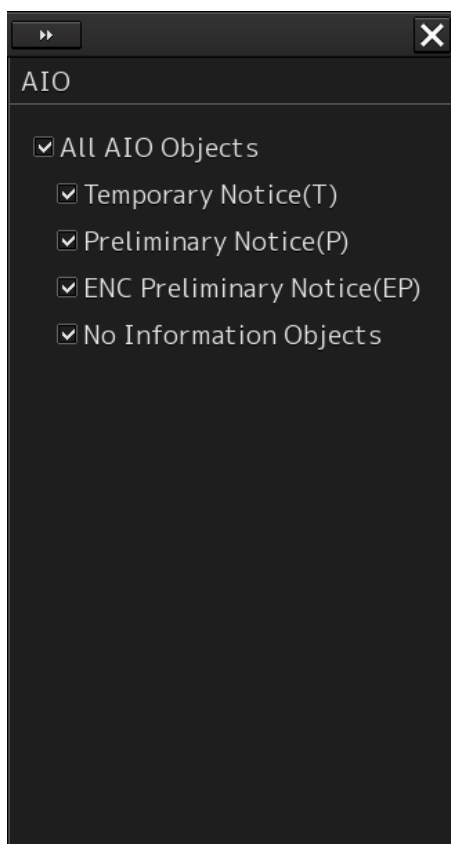 AIO
All AIO Objects
Temporary Notice(T)
Preliminary Notice(P)
ENC Preliminary Notice(EP)
No Information Objects